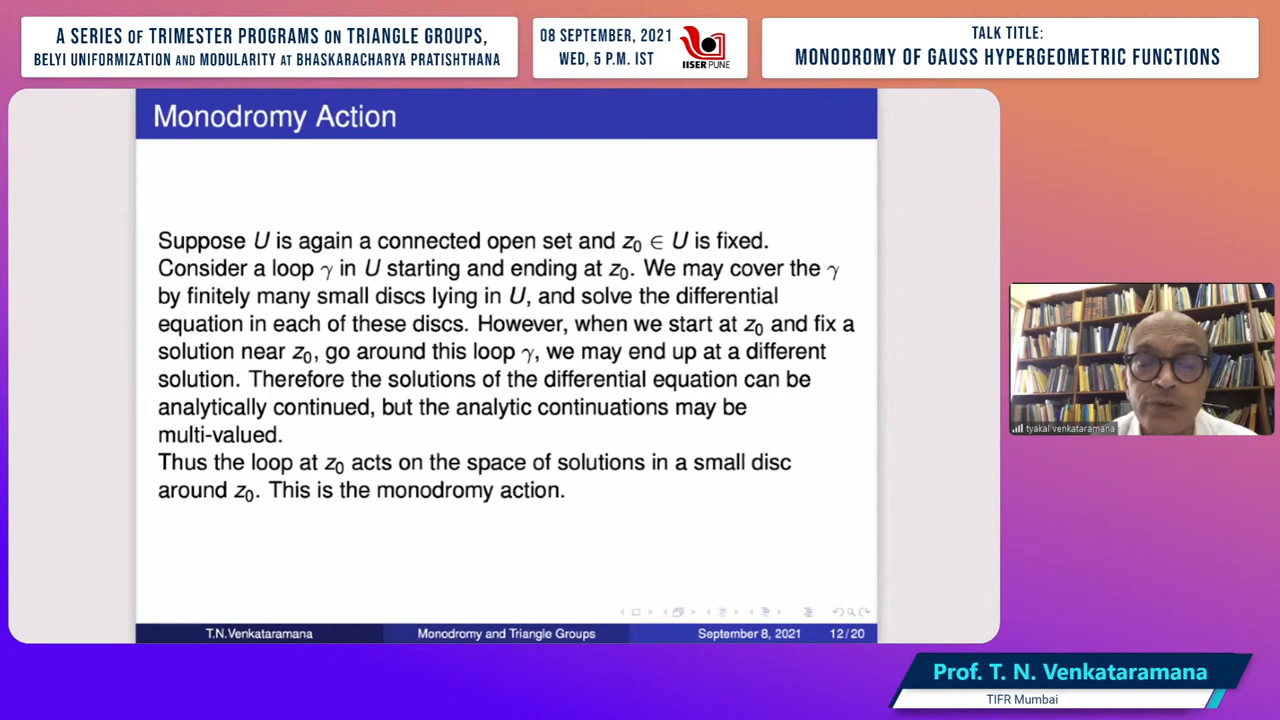 A SERIES OF TRIMESTER PROGRAMS ON TRIANGLE GROUPS,
BELYI UNIFORMIZATION AND MODULARITY AT BHASKARACHARYA PRATISHTHANA
08 SEPTEMBER, 2021
WED, 5 P.M. IST
IISER PUNE
TALK TITLE:
MONODROMY OF GAUSS HYPERGEOMETRIC FUNCTIONS
Monodromy Action
Suppose U is again a connected open set and z₀ ∈ U is fixed.
Consider a loop γ in U starting and ending at z₀. We may cover the γ
by finitely many small discs lying in U, and solve the differential
equation in each of these discs. However, when we start at z₀ and fix a
solution near z₀, go around this loop γ, we may end up at a different
solution. Therefore the solutions of the differential equation can be
analytically continued, but the analytic continuations may be
multi-valued.
Thus the loop at z₀ acts on the space of solutions in a small disc
around z₀. This is the monodromy action.
T.N.Venkataramana
Monodromy and Triangle Groups
September 8, 2021
12/20
tyakal venkataramana
Prof. T. N. Venkataramana
TIFR Mumbai